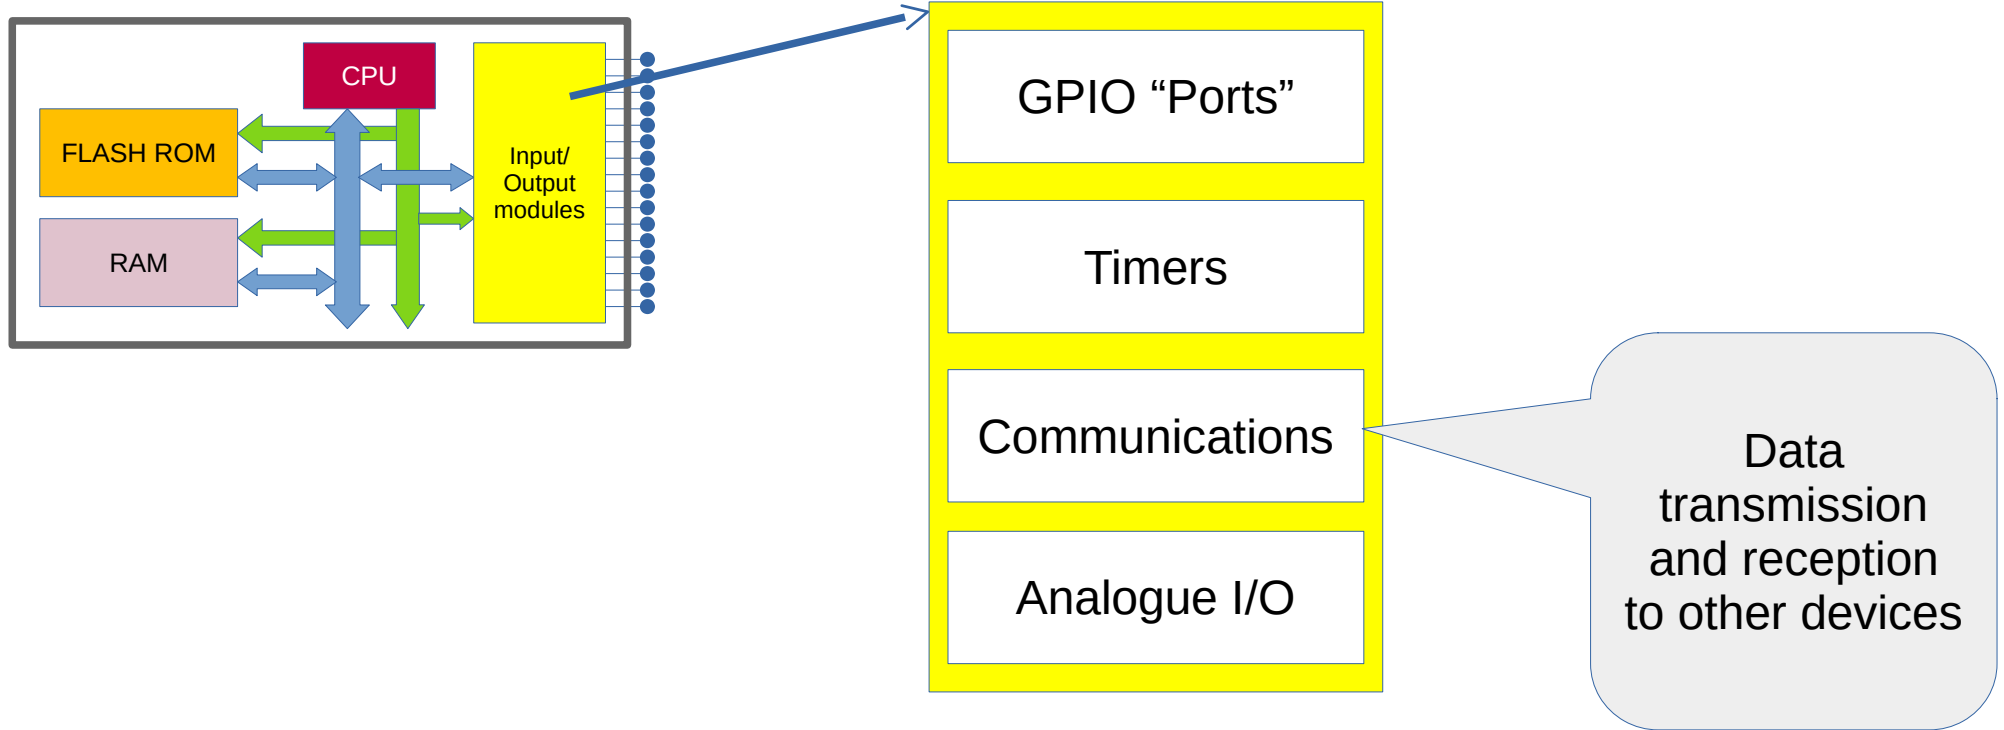 CPU
FLASH ROM
RAM
Input/
Output
modules
GPIO “Ports”
Timers
Communications
Analogue I/O
Data
transmission
and reception
to other devices